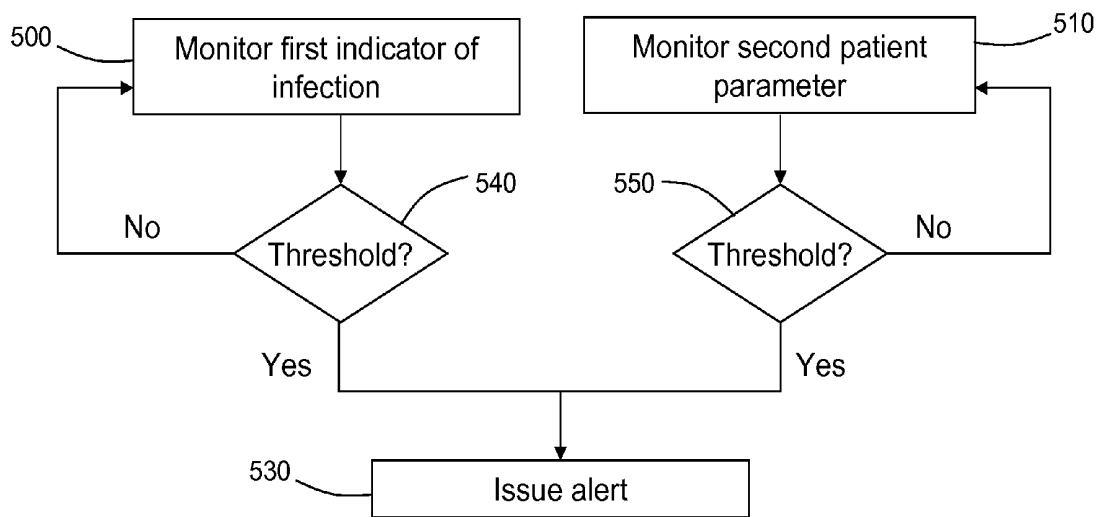 500
Monitor first indicator of
infection
Monitor second patient
parameter
510
540
550
No
Threshold?
Threshold?
No
Yes
Yes
530
Issue alert